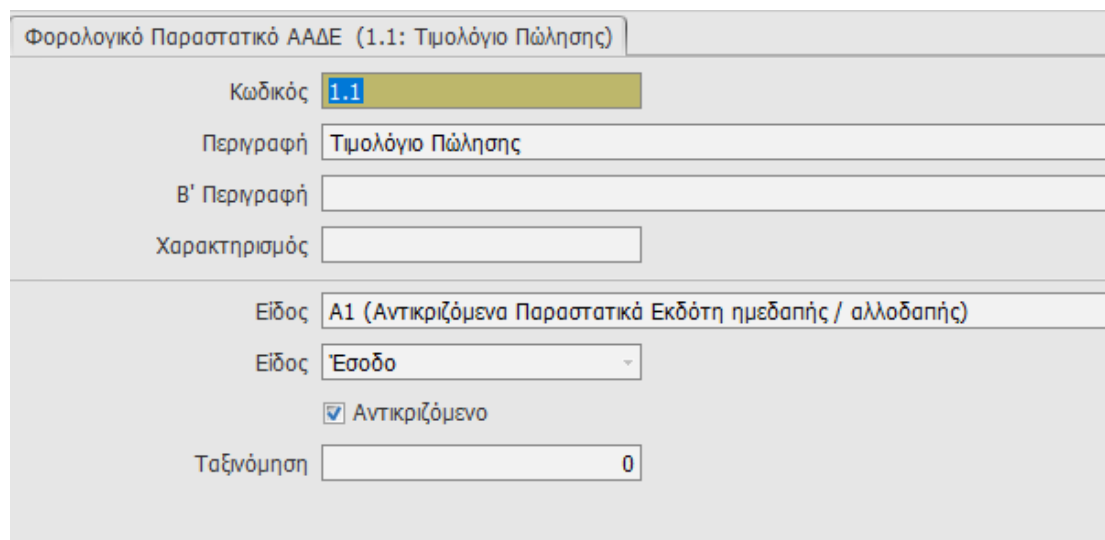 Φορολογικό Παραστατικό ΑΑΔΕ (1.1: Τιμολόγιο Πώλησης)
Κωδικός 1.1
Περιγραφή Τιμολόγιο Πώλησης
Β' Περιγραφή
Χαρακτηρισμός
Είδος Α1 (Αντικριζόμενα Παραστατικά Εκδότη ημεδαπής / αλλοδαπής)
Είδος Έσοδο
Αντικριζόμενο
Ταξινόμηση 0